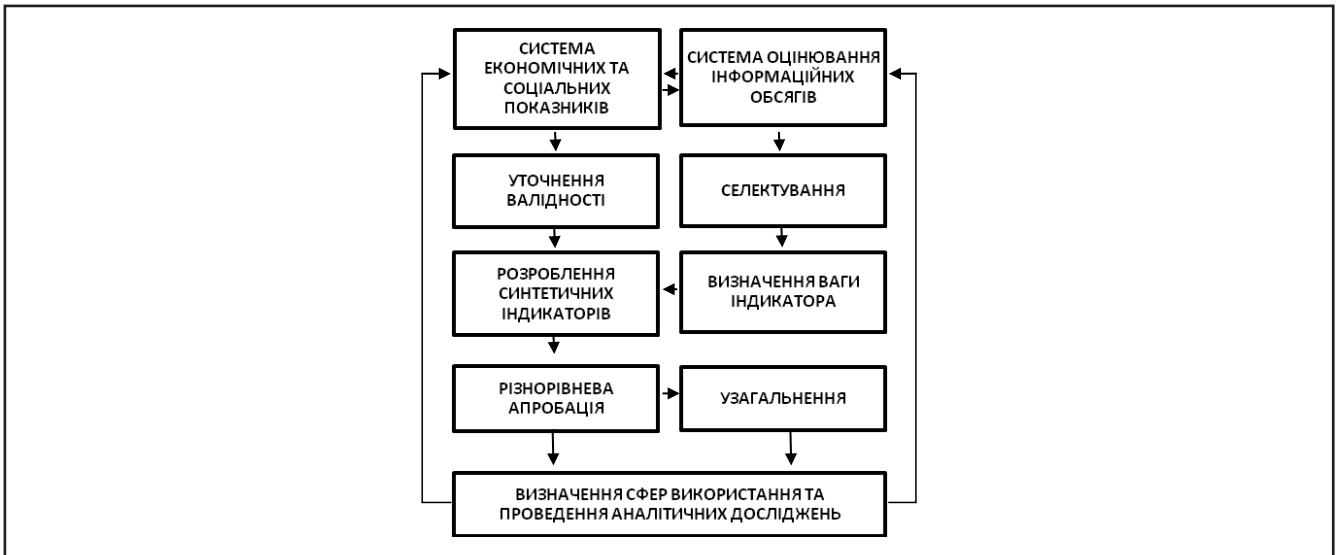 СИСТЕМА
ЕКОНОМІЧНИХ ТА
СОЦІАЛЬНИХ
ПОКАЗНИКІВ
СИСТЕМА ОЦІНЮВАННЯ
ІНФОРМАЦІЙНИХ
ОБСЯГІВ
УТОЧНЕННЯ
ВАЛІДНОСТІ
СЕЛЕКТУВАННЯ
РОЗРОБЛЕННЯ
СИНТЕТИЧНИХ
ІНДИКАТОРІВ
ВИЗНАЧЕННЯ ВАГИ
ІНДИКАТОРА
РІЗНОРІВНЕВА
АПРОБАЦІЯ
УЗАГАЛЬНЕННЯ
ВИЗНАЧЕННЯ СФЕР ВИКОРИСТАННЯ ТА
ПРОВЕДЕННЯ АНАЛІТИЧНИХ ДОСЛІДЖЕНЬ